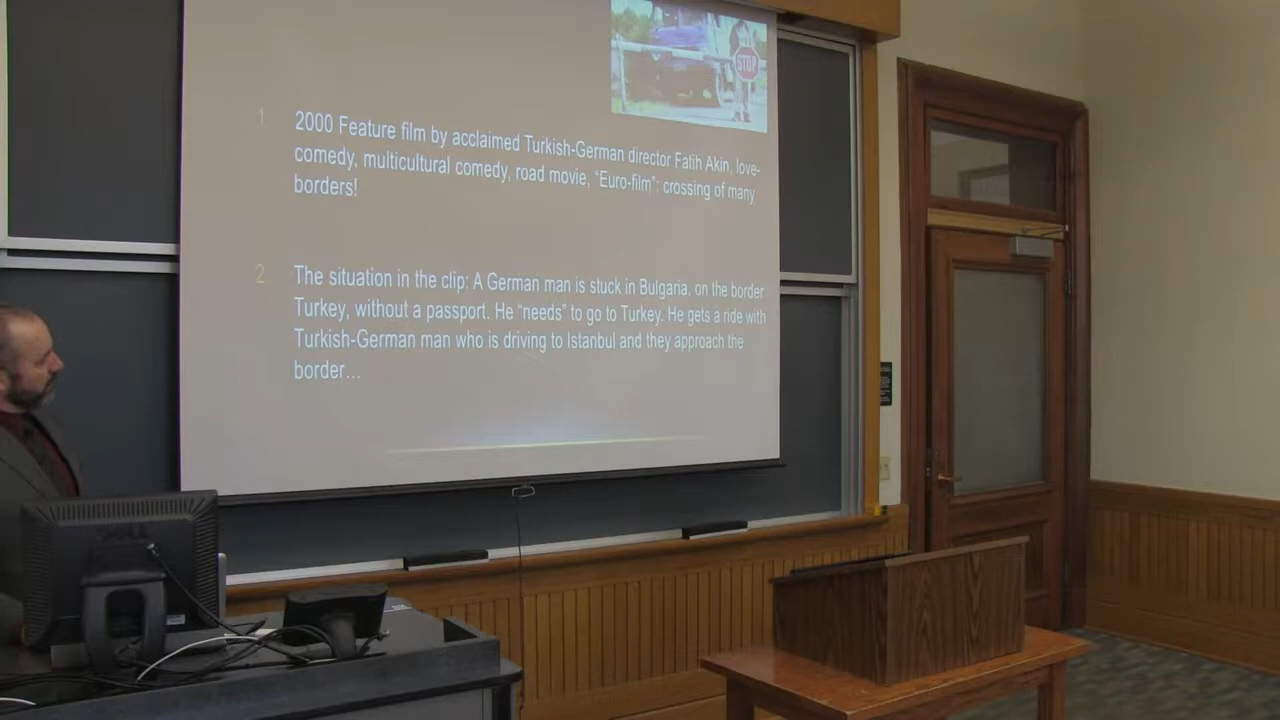 STOP
1 2000 Feature film by acclaimed Turkish-German director Fatih Akin, love-
comedy, multicultural comedy, road movie, “Euro-film”: crossing of many
borders!
2 The situation in the clip: A German man is stuck in Bulgaria, on the border
Turkey, without a passport. He “needs” to go to Turkey. He gets a ride with
Turkish-German man who is driving to Istanbul and they approach the
border…